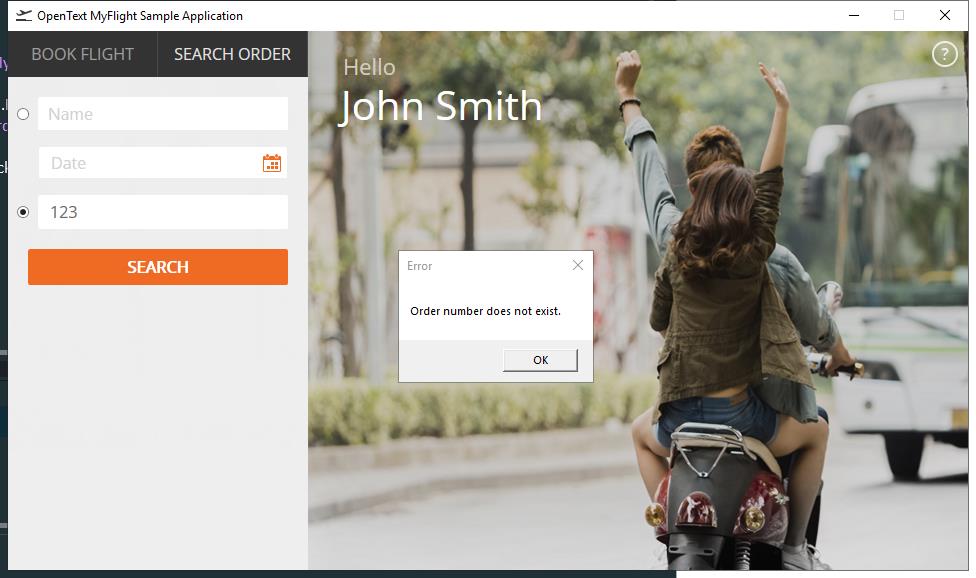 OpenText MyFlight Sample Application
BOOK FLIGHT
SEARCH ORDER
Hello
John Smith
?
Name
Date
123
SEARCH
Error
Order number does not exist.
OK